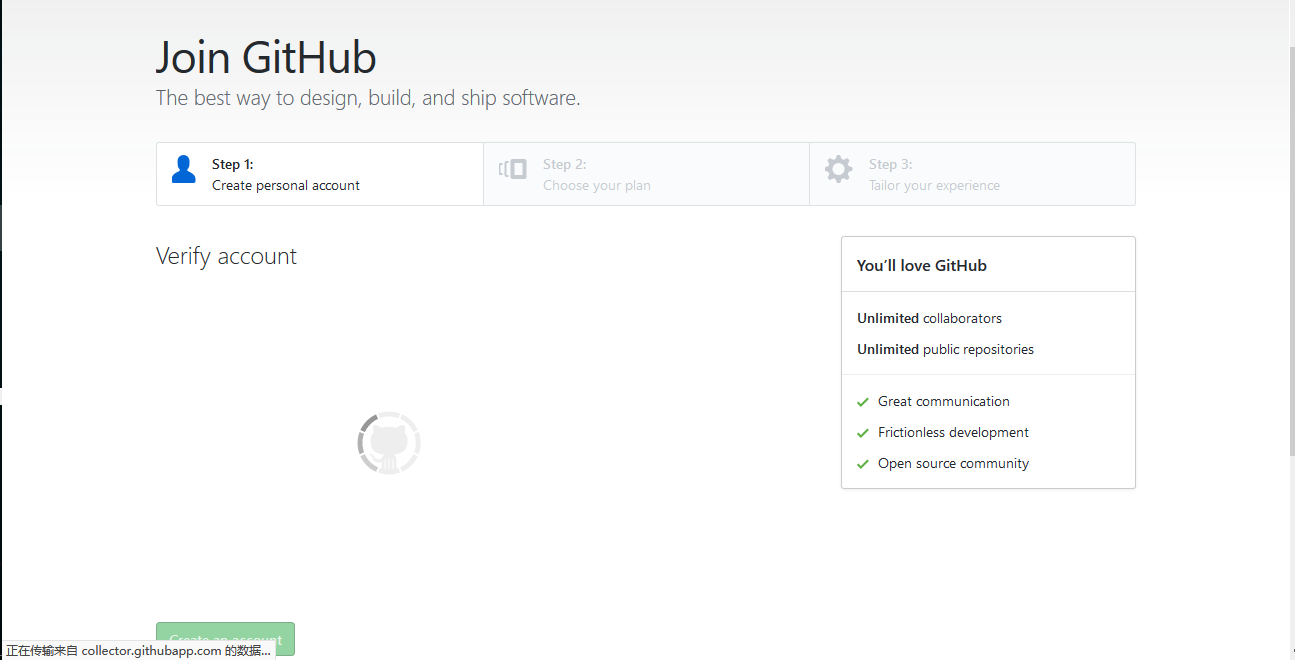 Join GitHub
The best way to design, build, and ship software.
Step 1:
Create personal account
Step 2:
Choose your plan
Step 3:
Tailor your experience
Verify account
You’ll love GitHub
Unlimited collaborators
Unlimited public repositories
Great communication
Frictionless development
Open source community
Create an account
正在传输来自 collector.githubapp.com 的数据...